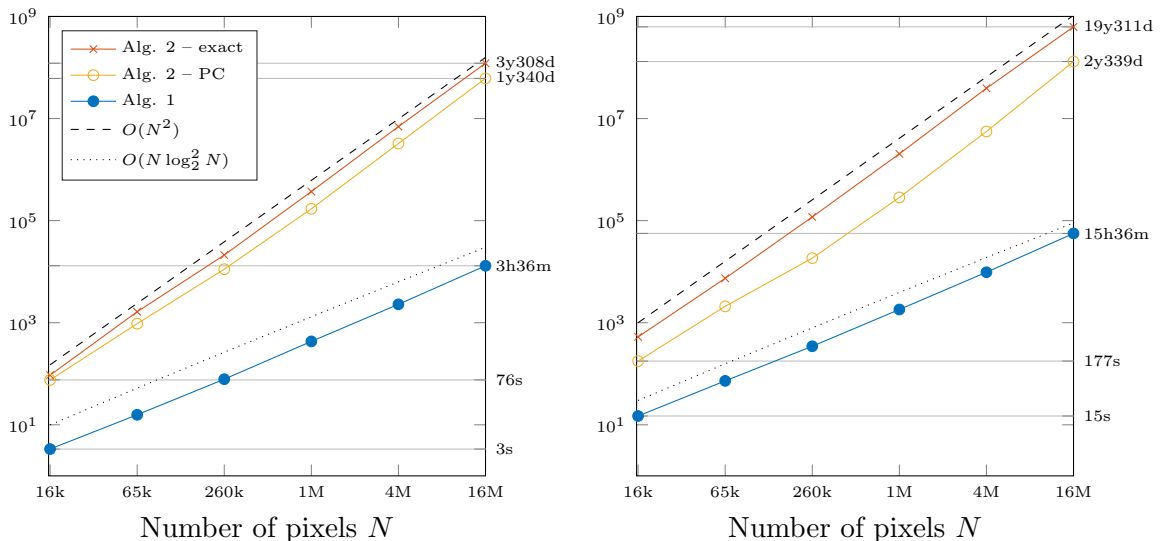 10^9
10^7
10^5
10^3
10^1
Alg. 2 – exact
Alg. 2 – PC
Alg. 1
O(N^2)
O(N log_2^2 N)
3y308d
1y340d
3h36m
76s
3s
16k 65k 260k 1M 4M 16M
Number of pixels N
10^9
10^7
10^5
10^3
10^1
19y311d
2y339d
15h36m
177s
15s
16k 65k 260k 1M 4M 16M
Number of pixels N